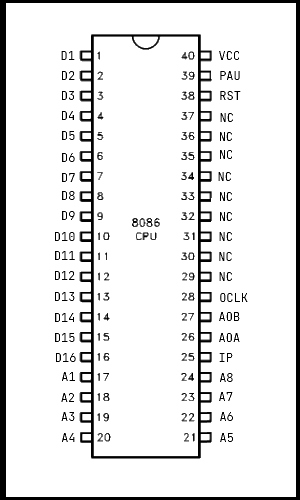 D1 1 40 VCC
D2 2 39 PAU
D3 3 38 RST
D4 4 37 NC
D5 5 36 NC
D6 6 35 NC
D7 7 34 NC
D8 8 33 NC
D9 9 32 NC
8086
CPU
D10 10 31 NC
D11 11 30 NC
D12 12 29 NC
D13 13 28 OCLK
D14 14 27 AOB
D15 15 26 AOA
D16 16 25 IP
A1 17 24 A8
A2 18 23 A7
A3 19 22 A6
A4 20 21 A5